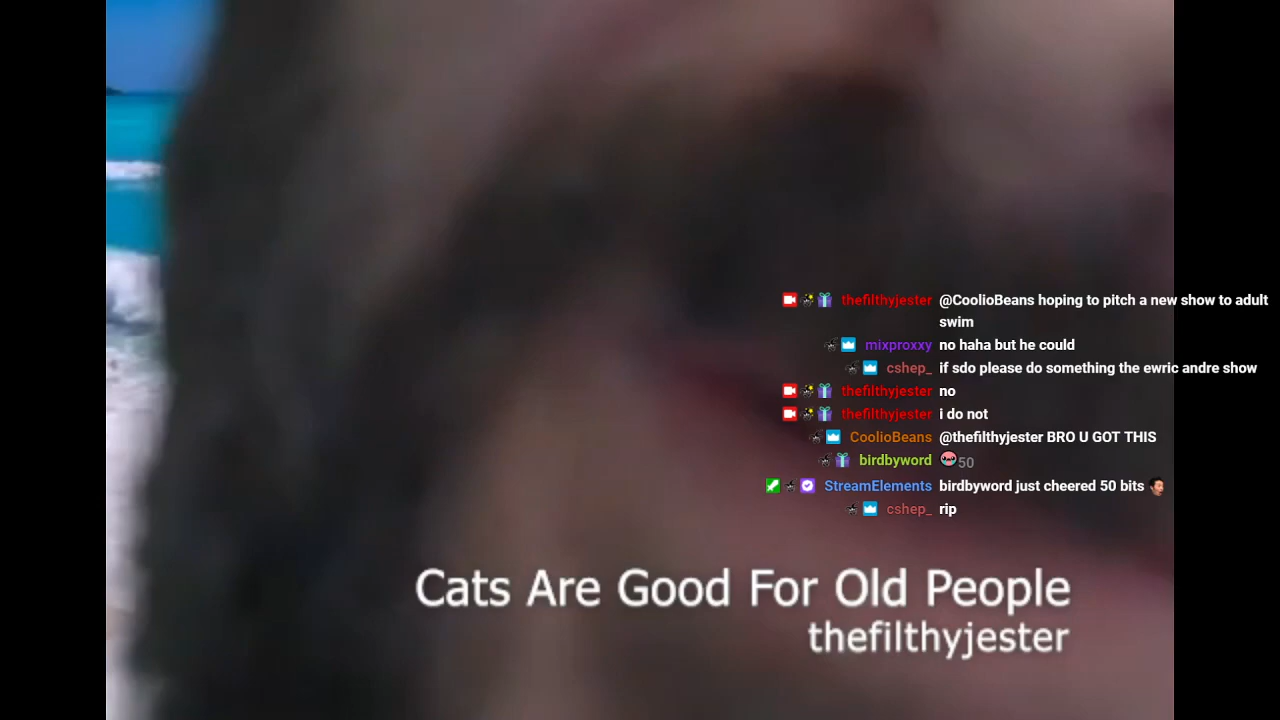 thefilthyjester @CoolioBeans hoping to pitch a new show to adult
swim
mixproxxy no haha but he could
cshep_ if sdo please do something the ewric andre show
thefilthyjester no
thefilthyjester i do not
CoolioBeans @thefilthyjester BRO U GOT THIS
birdbyword 50
StreamElements birdbyword just cheered 50 bits
cshep_ rip
Cats Are Good For Old People
thefilthyjester